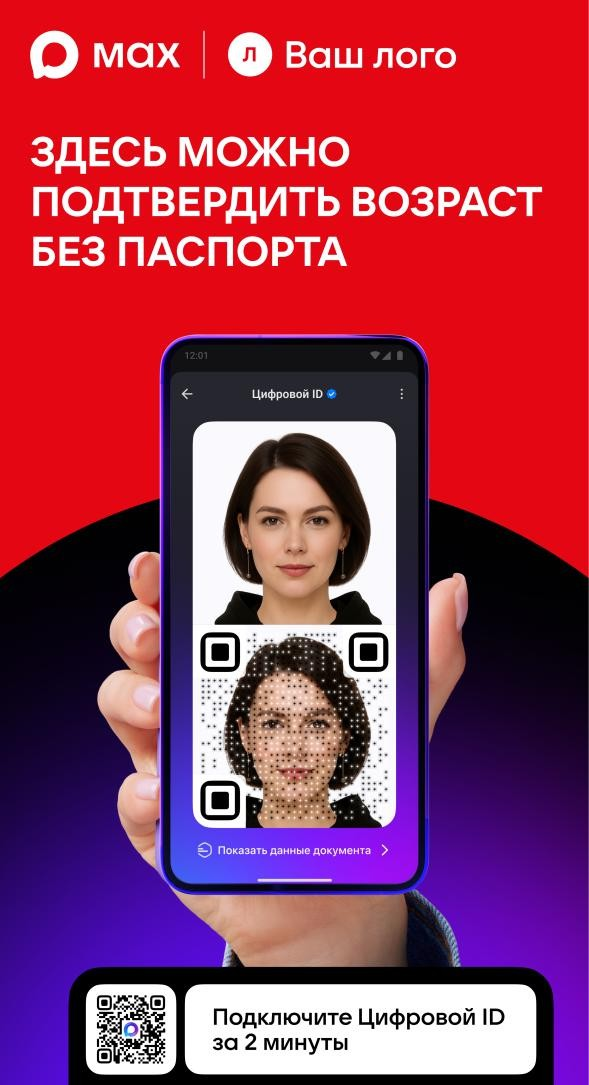 мах
Л
Ваш лого
ЗДЕСЬ МОЖНО
ПОДТВЕРДИТЬ ВОЗРАСТ
БЕЗ ПАСПОРТА
12:01
Цифровой ID
Показать данные документа
Подключите Цифровой ID
за 2 минуты